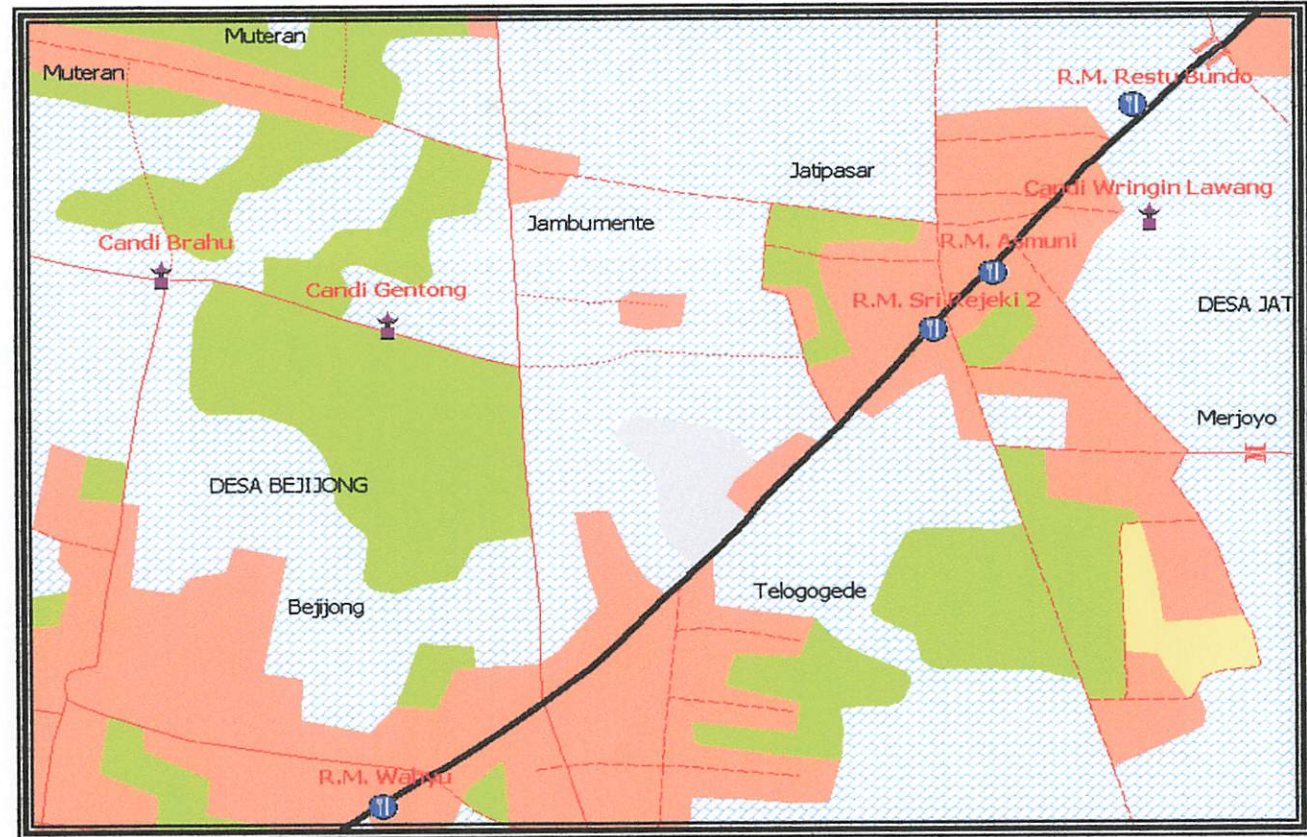 Muteran
Muteran
R.M. Restu Bundo
Jatipasar
Candi Wringin Lawang
Jambumente
Candi Brahu
R.M. Asmuni
Candi Gentong
R.M. Sri Rejeki 2
DESA JAT
Merjoyo
DESA BEJIJONG
Telogogede
Bejijong
R.M. Wahyu